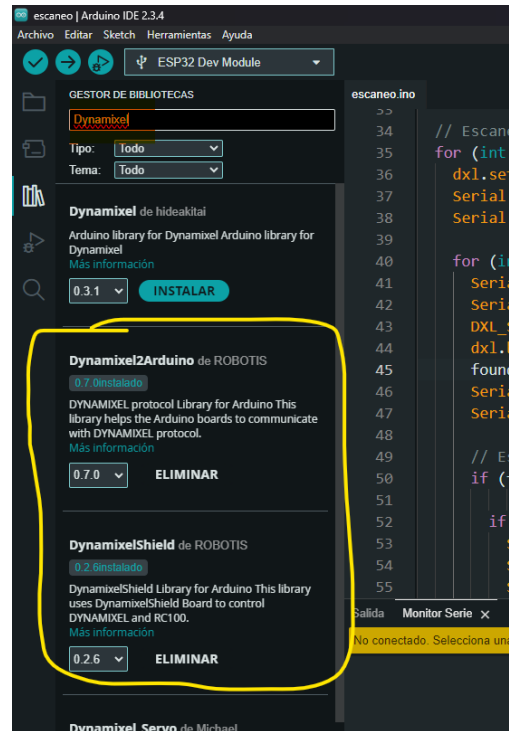 escaneo | Arduino IDE 2.3.4
Archivo Editar Sketch Herramientas Ayuda
ESP32 Dev Module
GESTOR DE BIBLIOTECAS
Dynamixel
Tipo: Todo
Tema: Todo
Dynamixel de hideakitai
Arduino library for Dynamixel Arduino library for
Dynamixel
Más información
0.3.1 INSTALAR
Dynamixel2Arduino de ROBOTIS
0.7.0instalado
DYNAMIXEL protocol Library for Arduino This
library helps the Arduino boards to communicate
with DYNAMIXEL protocol.
Más información
0.7.0 ELIMINAR
DynamixelShield de ROBOTIS
0.2.6instalado
DynamixelShield Library for Arduino This library
uses DynamixelShield Board to control
DYNAMIXEL and RC100.
Más información
0.2.6 ELIMINAR
Dynamixel_Servo de Michael
escaneo.ino
33
34 // Escane
35 for (int
36 dxl.se
37 Serial
38 Serial
39
40 for (i
41 Seria
42 Seria
43 DXL_
44 dxl.
45 foun
46 Seria
47 Seria
48
49 // E
50 if (
51
52 if
53
54
55
Salida Monitor Serie ×
No conectado. Selecciona una